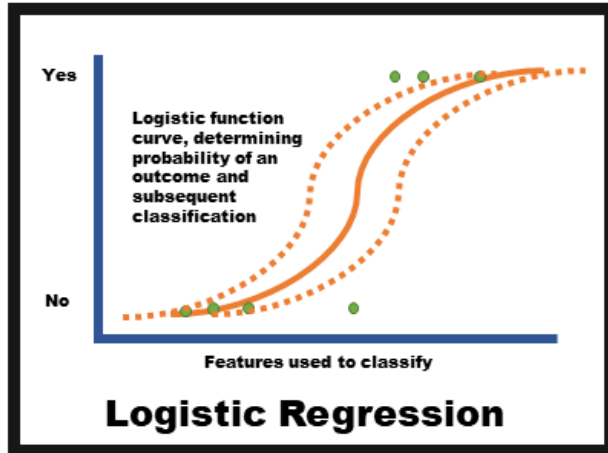 Yes
Logistic function
curve, determining
probability of an
outcome and
subsequent
classification
No
Features used to classify
Logistic Regression